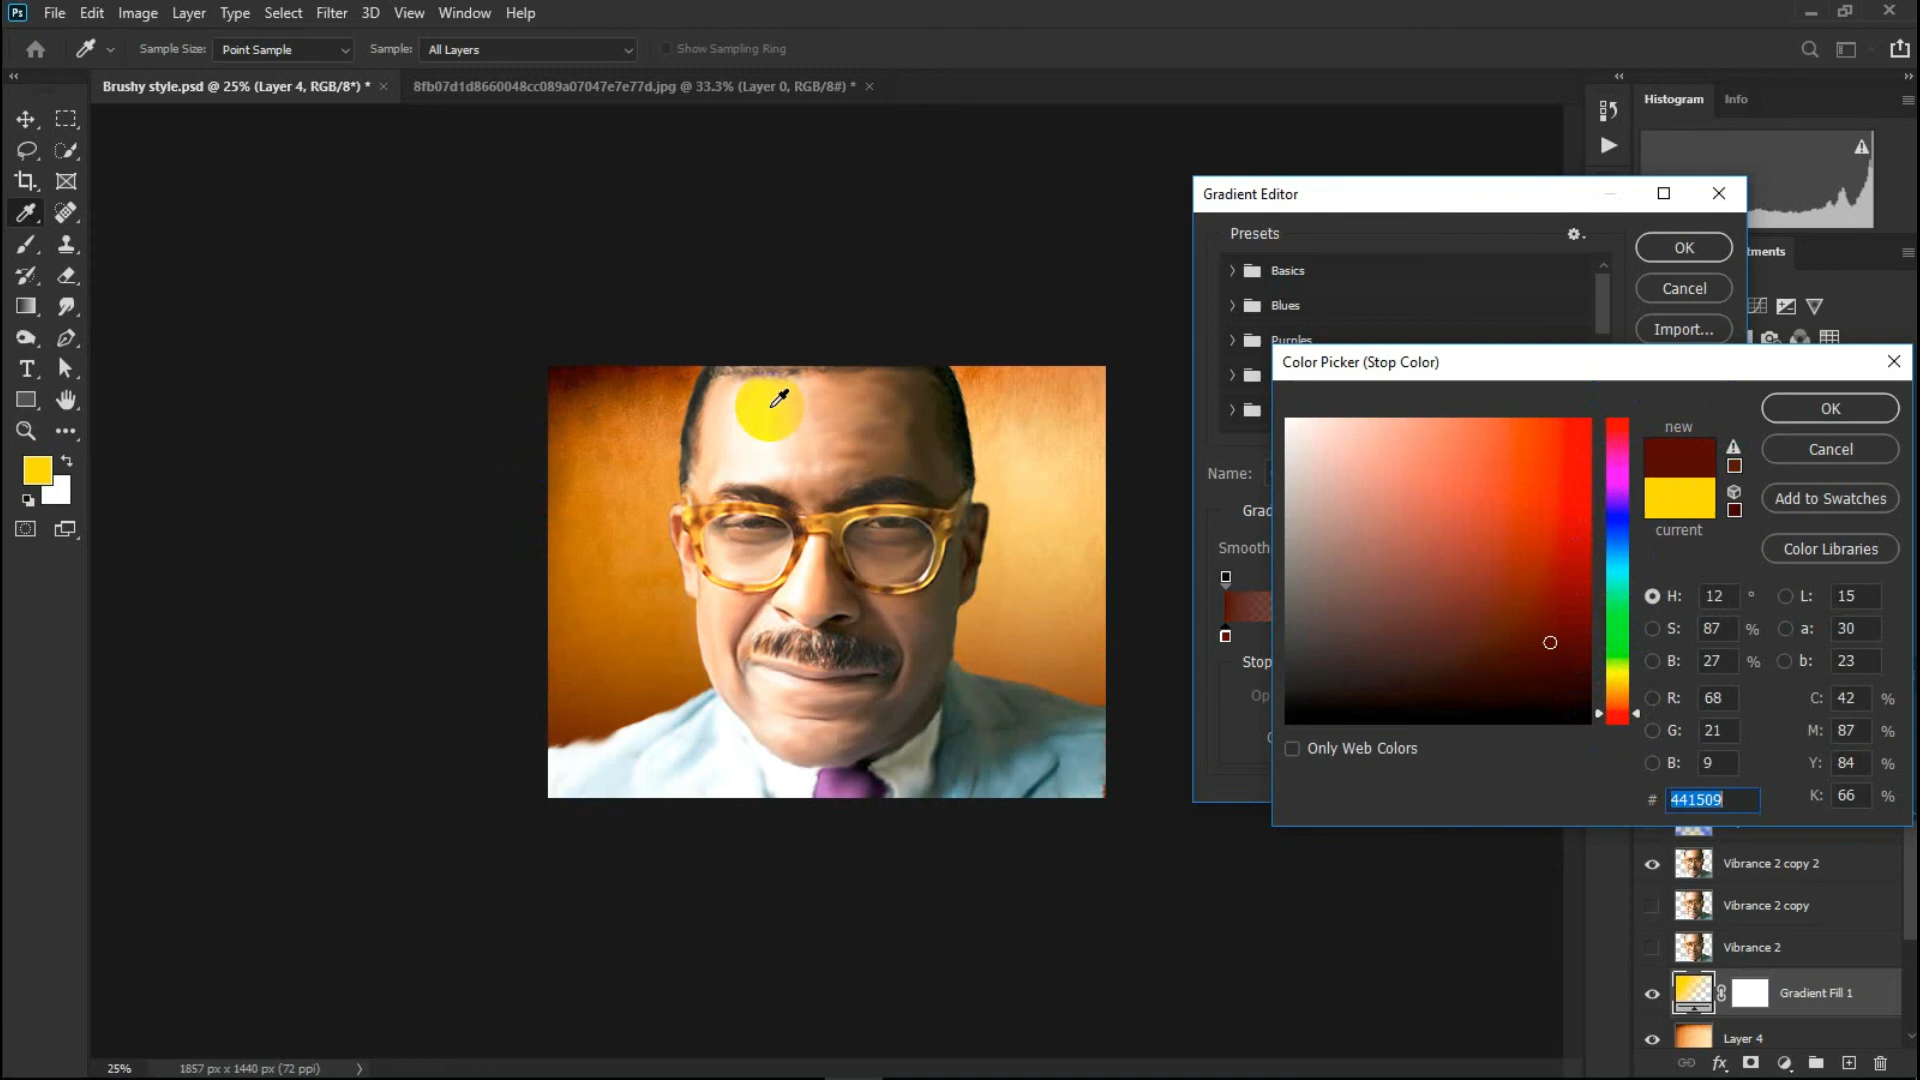 Ps File Edit Image Layer Type Select Filter 3D View Window Help
Sample Size: Point Sample Sample: All Layers Show Sampling Ring
Brushy style.psd @ 25% (Layer 4, RGB/8*) * × 8fb07d1d8660048cc089a07047e7e77d.jpg @ 33.3% (Layer 0, RGB/8#) * ×
Histogram Info
Gradient Editor
Presets
Basics
Blues
Purples
OK
Cancel
Import...
tments
Name:
Grad
Smooth
Stop
Op
Color Picker (Stop Color)
new
current
OK
Cancel
Add to Swatches
Color Libraries
H: 12 ° L: 15
S: 87 % a: 30
B: 27 % b: 23
R: 68 C: 42 %
G: 21 M: 87 %
B: 9 Y: 84 %
# 441509 K: 66 %
Only Web Colors
Vibrance 2 copy 2
Vibrance 2 copy
Vibrance 2
Gradient Fill 1
Layer 4
fx
25% 1857 px x 1440 px (72 ppi)